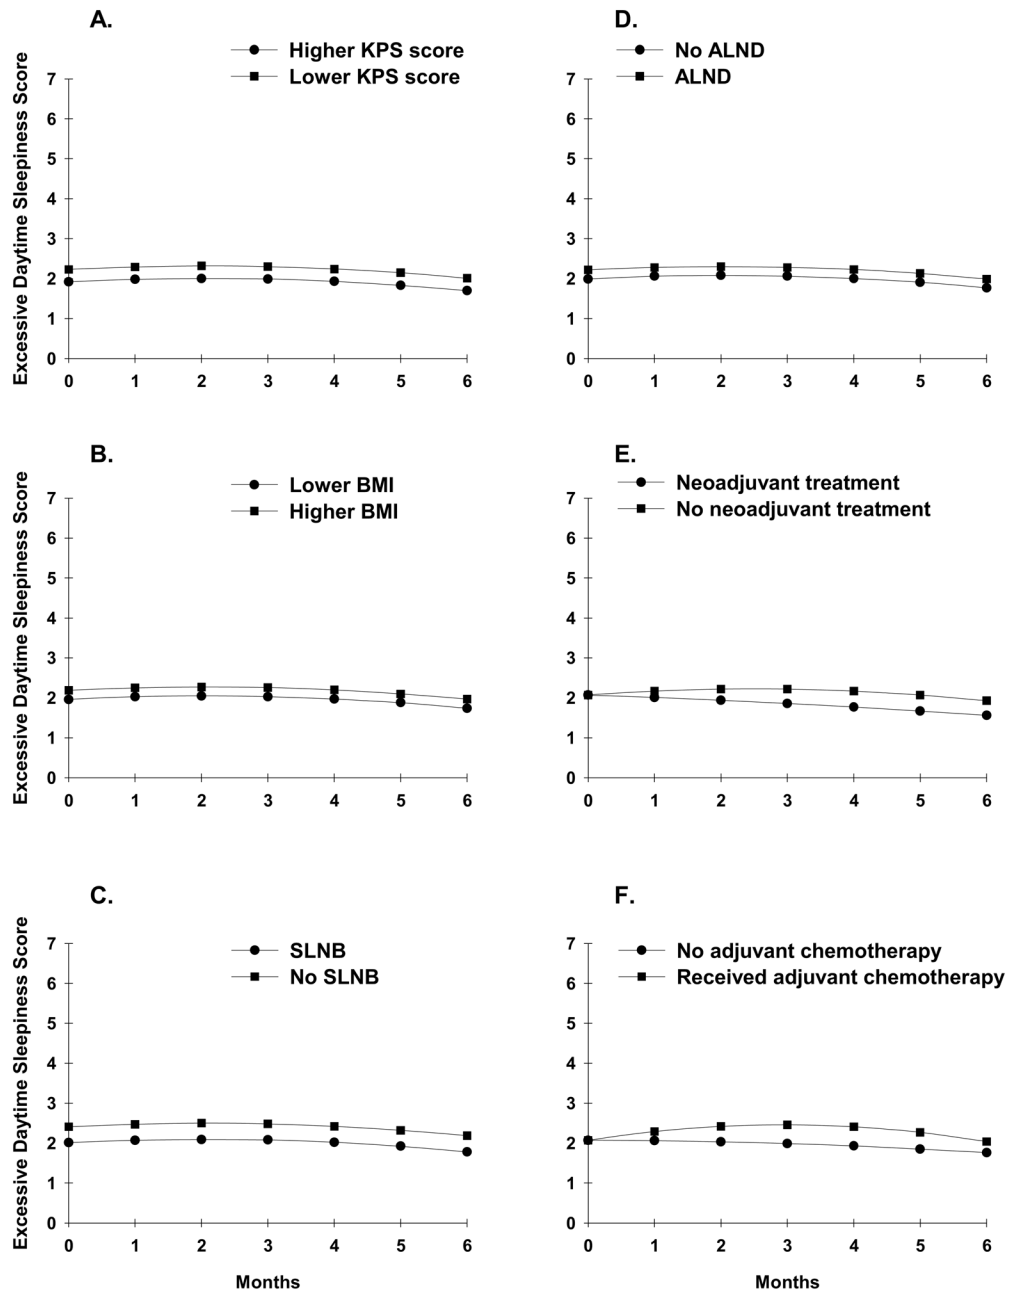 A.
Higher KPS score
Lower KPS score
Excessive Daytime Sleepiness Score
7
6
5
4
3
2
1
0
0 1 2 3 4 5 6
D.
No ALND
ALND
7
6
5
4
3
2
1
0
0 1 2 3 4 5 6
B.
Lower BMI
Higher BMI
Excessive Daytime Sleepiness Score
7
6
5
4
3
2
1
0
0 1 2 3 4 5 6
E.
Neoadjuvant treatment
No neoadjuvant treatment
7
6
5
4
3
2
1
0
0 1 2 3 4 5 6
C.
SLNB
No SLNB
Excessive Daytime Sleepiness Score
7
6
5
4
3
2
1
0
0 1 2 3 4 5 6
Months
F.
No adjuvant chemotherapy
Received adjuvant chemotherapy
7
6
5
4
3
2
1
0
0 1 2 3 4 5 6
Months